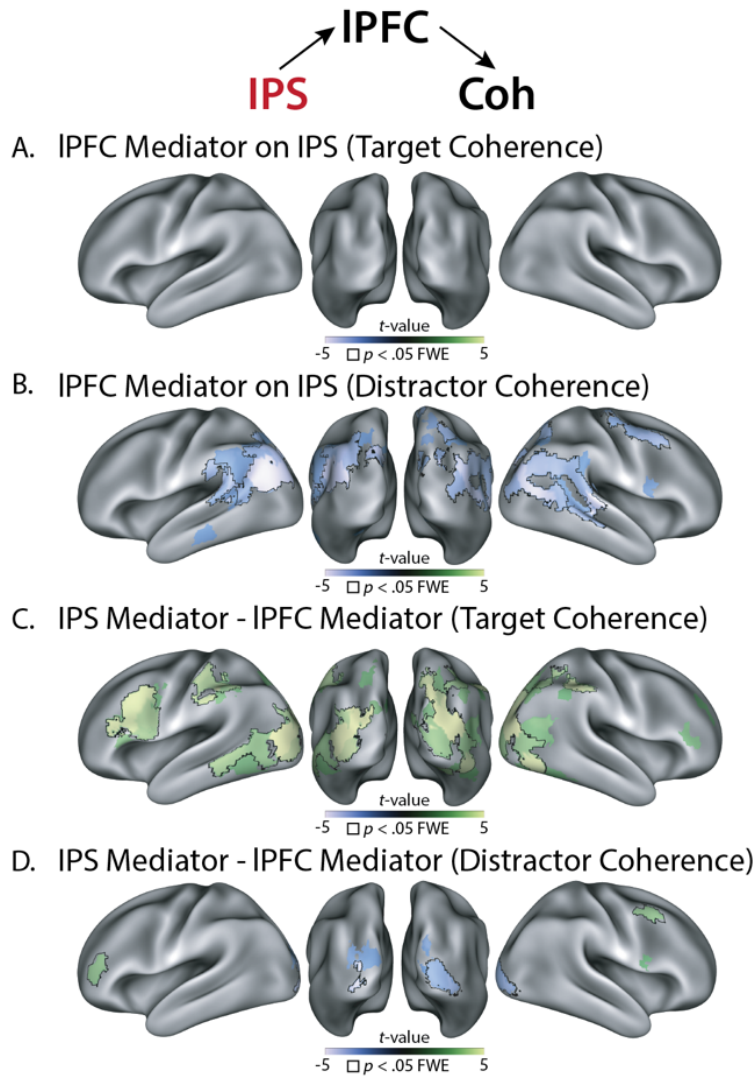 lPFC
IPS
Coh
A. lPFC Mediator on IPS (Target Coherence)
t-value
-5 □ p < .05 FWE 5
B. lPFC Mediator on IPS (Distractor Coherence)
t-value
-5 □ p < .05 FWE 5
C. IPS Mediator - lPFC Mediator (Target Coherence)
t-value
-5 □ p < .05 FWE 5
D. IPS Mediator - lPFC Mediator (Distractor Coherence)
t-value
-5 □ p < .05 FWE 5